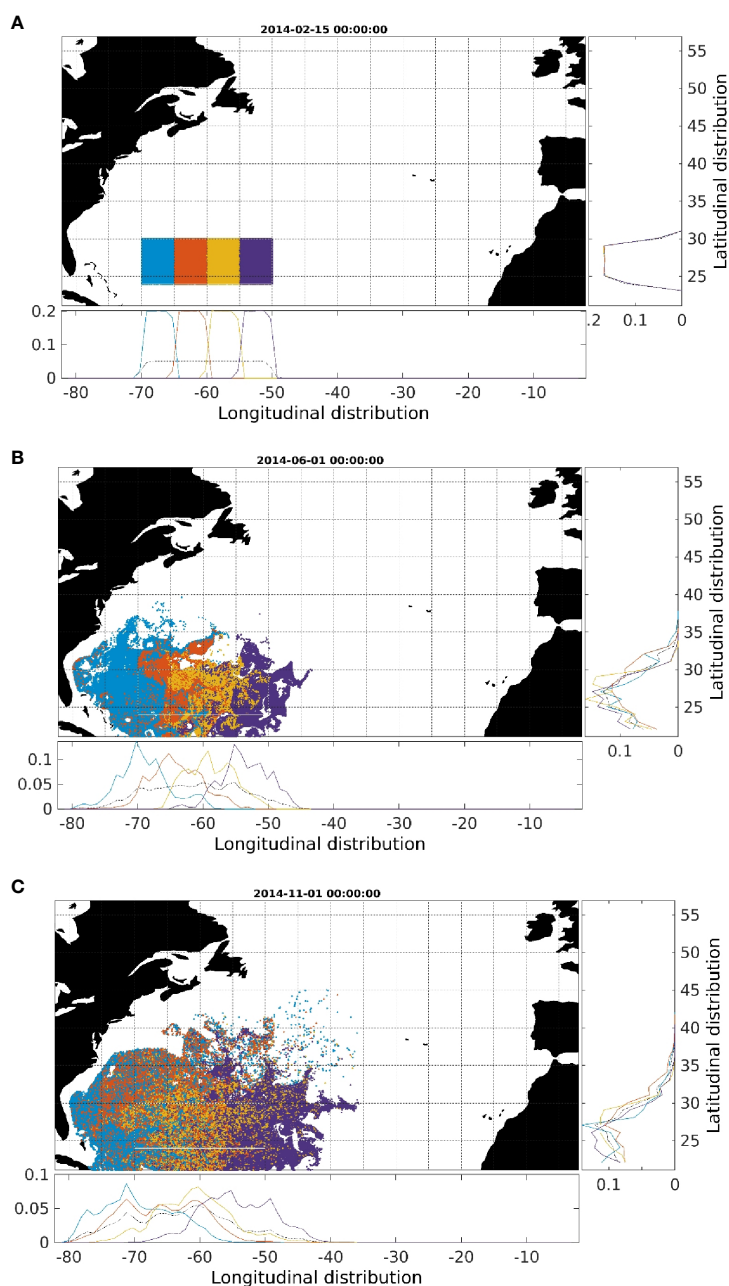 A
2014-02-15 00:00:00
55
50
45
40
35
30
25
Latitudinal distribution
.2 0.1 0
0.2
0.1
0
-80 -70 -60 -50 -40 -30 -20 -10
Longitudinal distribution
B
2014-06-01 00:00:00
55
50
45
40
35
30
25
Latitudinal distribution
0.1 0
0.1
0.05
0
-80 -70 -60 -50 -40 -30 -20 -10
Longitudinal distribution
C
2014-11-01 00:00:00
55
50
45
40
35
30
25
Latitudinal distribution
0.1 0
0.1
0.05
0
-80 -70 -60 -50 -40 -30 -20 -10
Longitudinal distribution